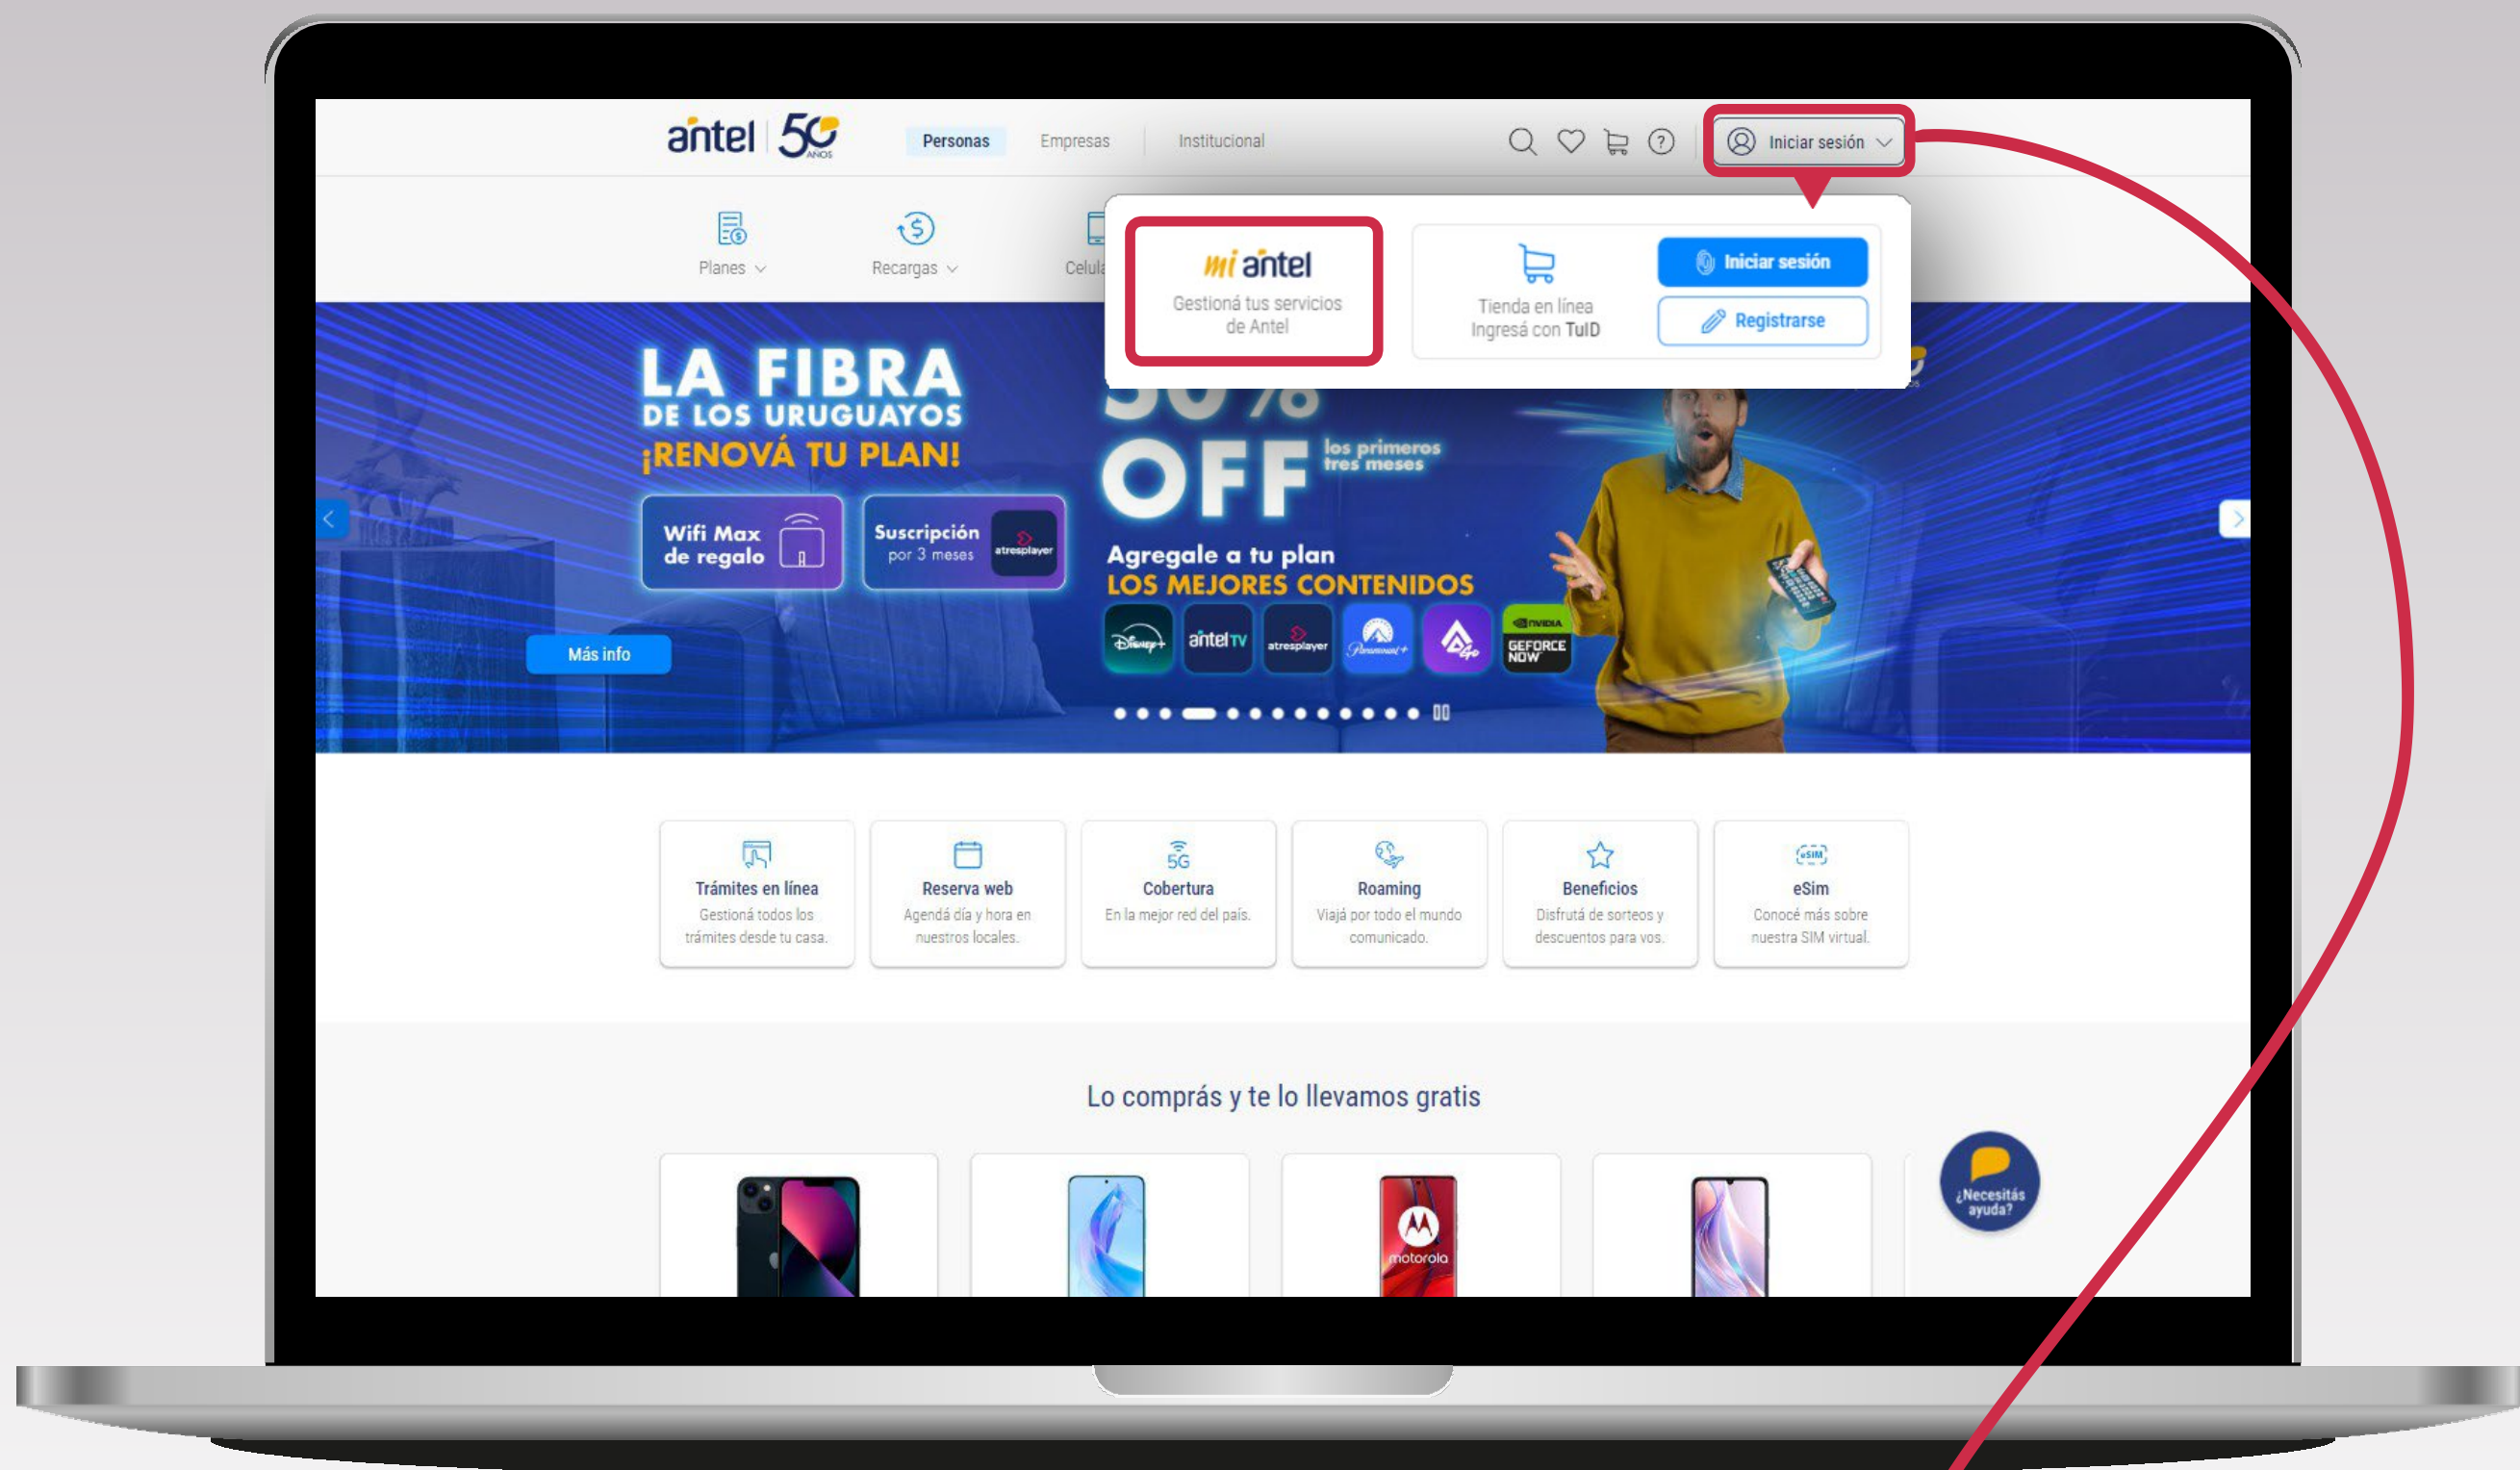 antel 50 AÑOS
Personas
Empresas
Institucional
Iniciar sesión
Planes
Recargas
mi antel
Gestioná tus servicios
de Antel
Tienda en línea
Ingresá con TuID
Iniciar sesión
Registrarse
LA FIBRA
DE LOS URUGUAYOS
¡RENOVÁ TU PLAN!
Wifi Max
de regalo
Suscripción
por 3 meses
atresplayer
Más info
OFF los primeros
tres meses
Agregale a tu plan
LOS MEJORES CONTENIDOS
Disney+
antel TV
atresplayer
Paramount+
Go
NVIDIA
GEFORCE
NOW
Trámites en línea
Gestioná todos los
trámites desde tu casa.
Reserva web
Agendá día y hora en
nuestros locales.
5G
Cobertura
En la mejor red del país.
Roaming
Viajá por todo el mundo
comunicado.
Beneficios
Disfrutá de sorteos y
descuentos para vos.
eSIM
eSim
Conocé más sobre
nuestra SIM virtual.
Lo comprás y te lo llevamos gratis
motorola
¿Necesitás
ayuda?